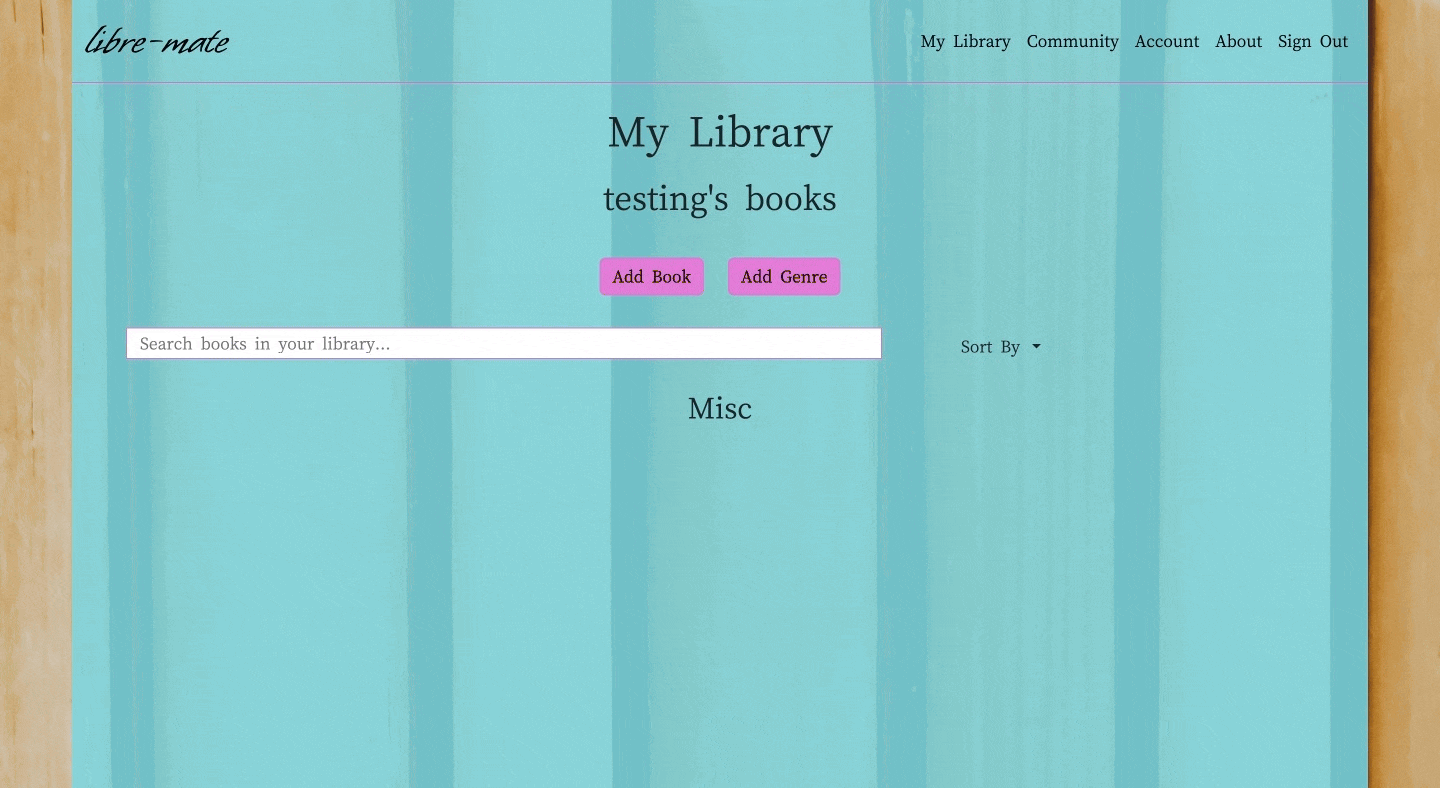 libre-mate
My Library Community Account About Sign Out
My Library
testing's books
Add Book Add Genre
Search books in your library...
Sort By
Misc